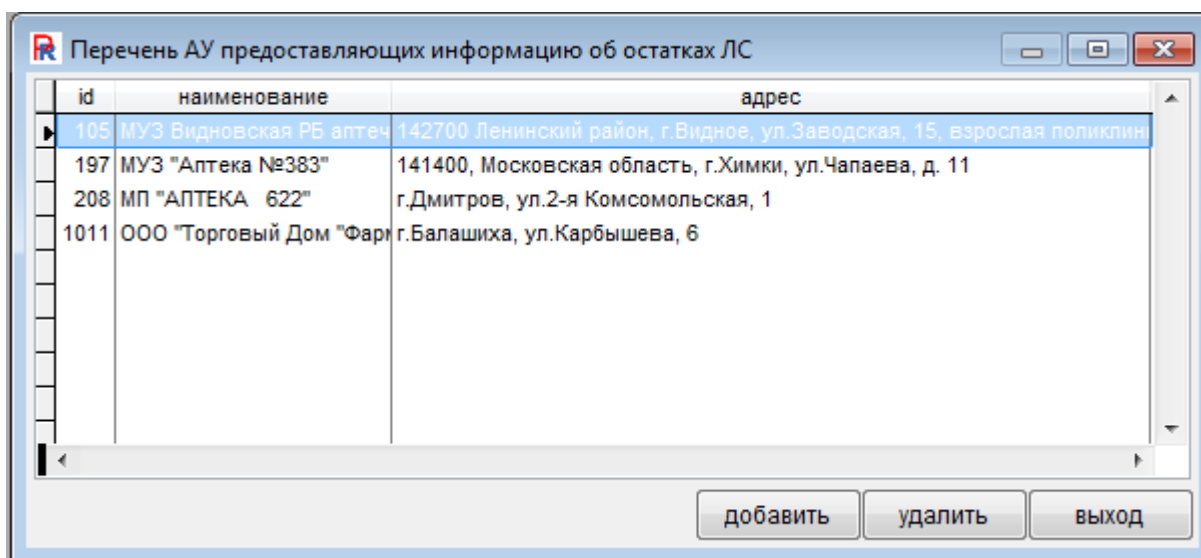 Перечень АУ предоставляющих информацию об остатках ЛС
id наименование адрес
105 МУЗ Видновская РБ аптеч 142700 Ленинский район, г.Видное, ул.Заводская, 15, взрослая поликлин
197 МУЗ "Аптека №383" 141400, Московская область, г.Химки, ул.Чапаева, д. 11
208 МП "АПТЕКА 622" г.Дмитров, ул.2-я Комсомольская, 1
1011 ООО "Торговый Дом "Фарм г.Балашиха, ул.Карбышева, 6
добавить удалить выход